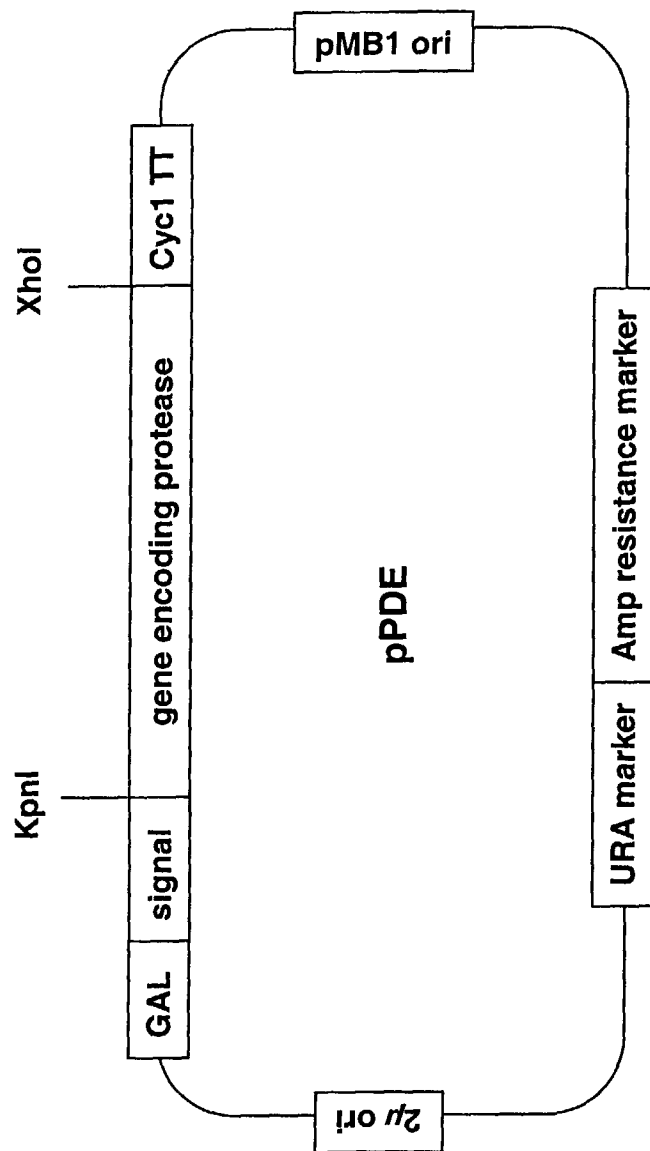 KpnI
XhoI
GAL
signal
gene encoding protease
Cyc1 TT
pMB1 ori
pPDE
2μ ori
URA marker
Amp resistance marker